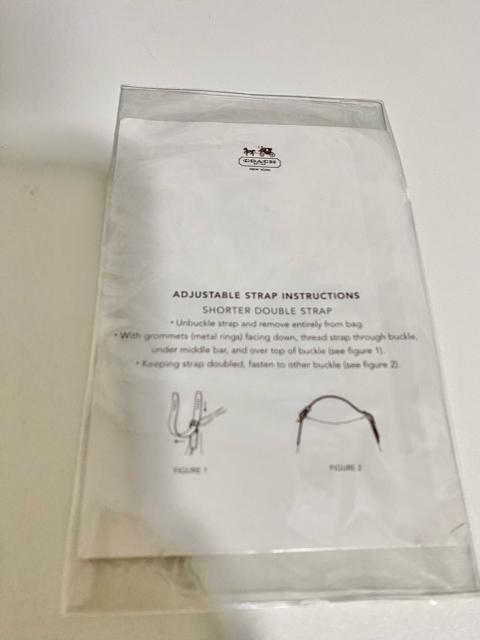 COACH
NEW YORK
ADJUSTABLE STRAP INSTRUCTIONS
SHORTER DOUBLE STRAP
• Unbuckle strap and remove entirely from bag.
• With grommets (metal rings) facing down, thread strap through buckle,
under middle bar, and over top of buckle (see figure 1).
• Keeping strap doubled, fasten to other buckle (see figure 2).
FIGURE 1
FIGURE 2